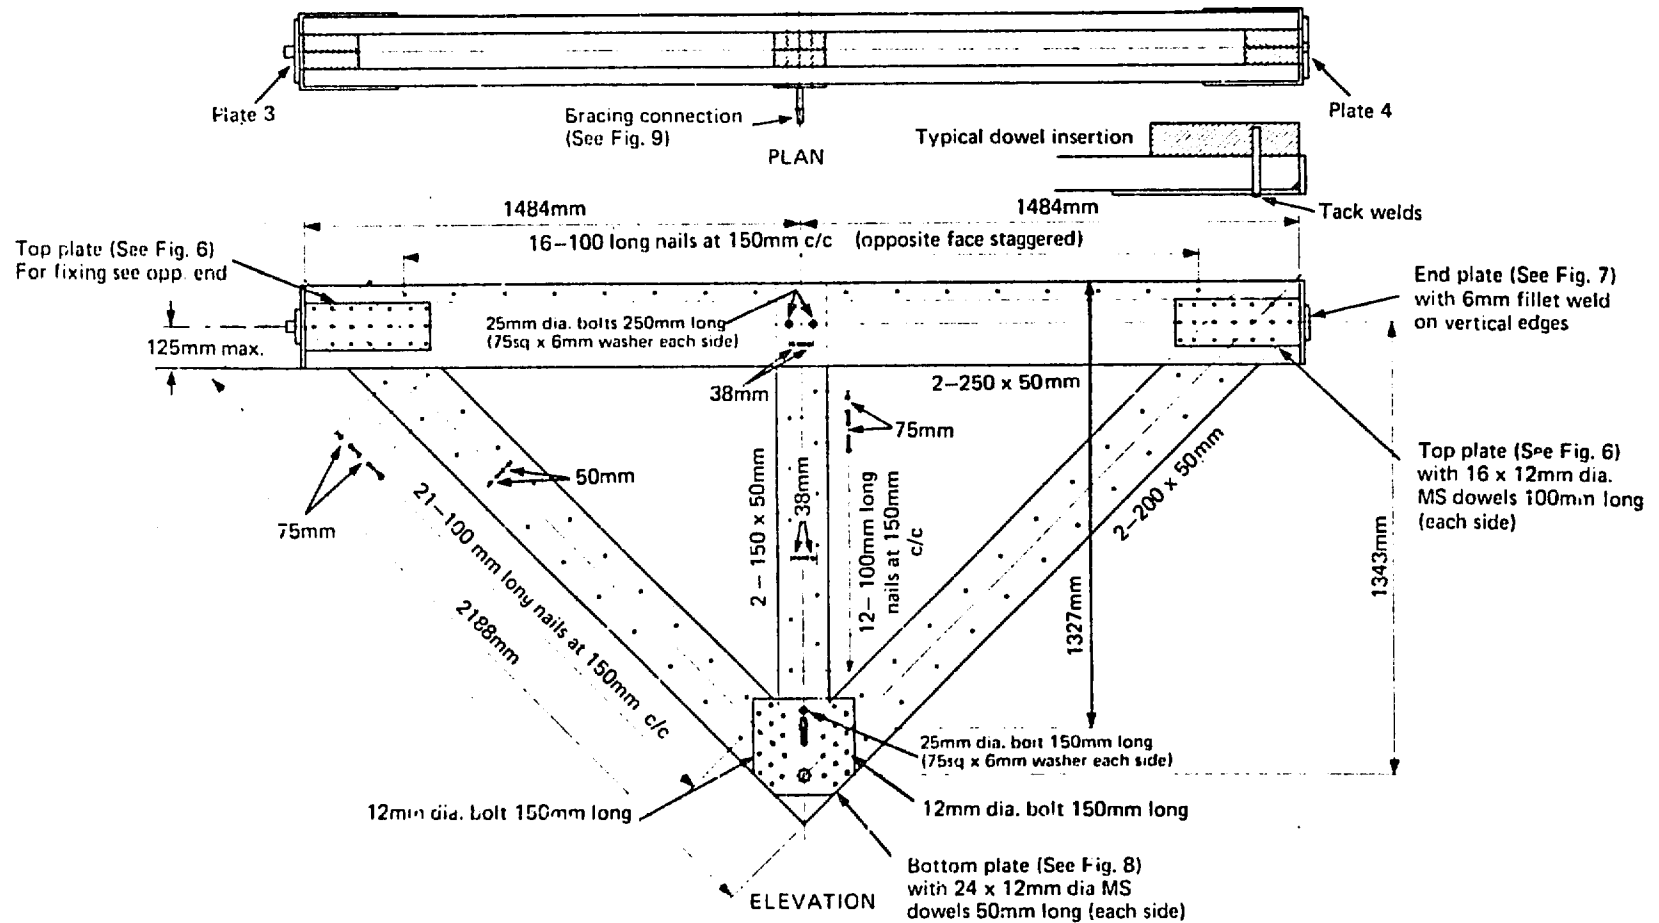 Plate 3
Bracing connection
(See Fig. 9)
PLAN
Plate 4
Typical dowel insertion
Tack welds
1484mm
1484mm
16–100 long nails at 150mm c/c (opposite face staggered)
Top plate (See Fig. 6)
For fixing see opp. end
125mm max.
25mm dia. bolts 250mm long
(75sq x 6mm washer each side)
38mm
2–250 x 50mm
End plate (See Fig. 7)
with 6mm fillet weld
on vertical edges
75mm
50mm
75mm
38mm
2 – 150 x 50mm
12– 100mm long
nails at 150mm
c/c
2–200 x 50mm
Top plate (See Fig. 6)
with 16 x 12mm dia.
MS dowels 100mm long
(each side)
21–100 mm long nails at 150mm c/c
2188mm
1327mm
1343mm
25mm dia. bolt 150mm long
(75sq x 6mm washer each side)
12mm dia. bolt 150mm long
12mm dia. bolt 150mm long
Bottom plate (See Fig. 8)
with 24 x 12mm dia MS
dowels 50mm long (each side)
ELEVATION